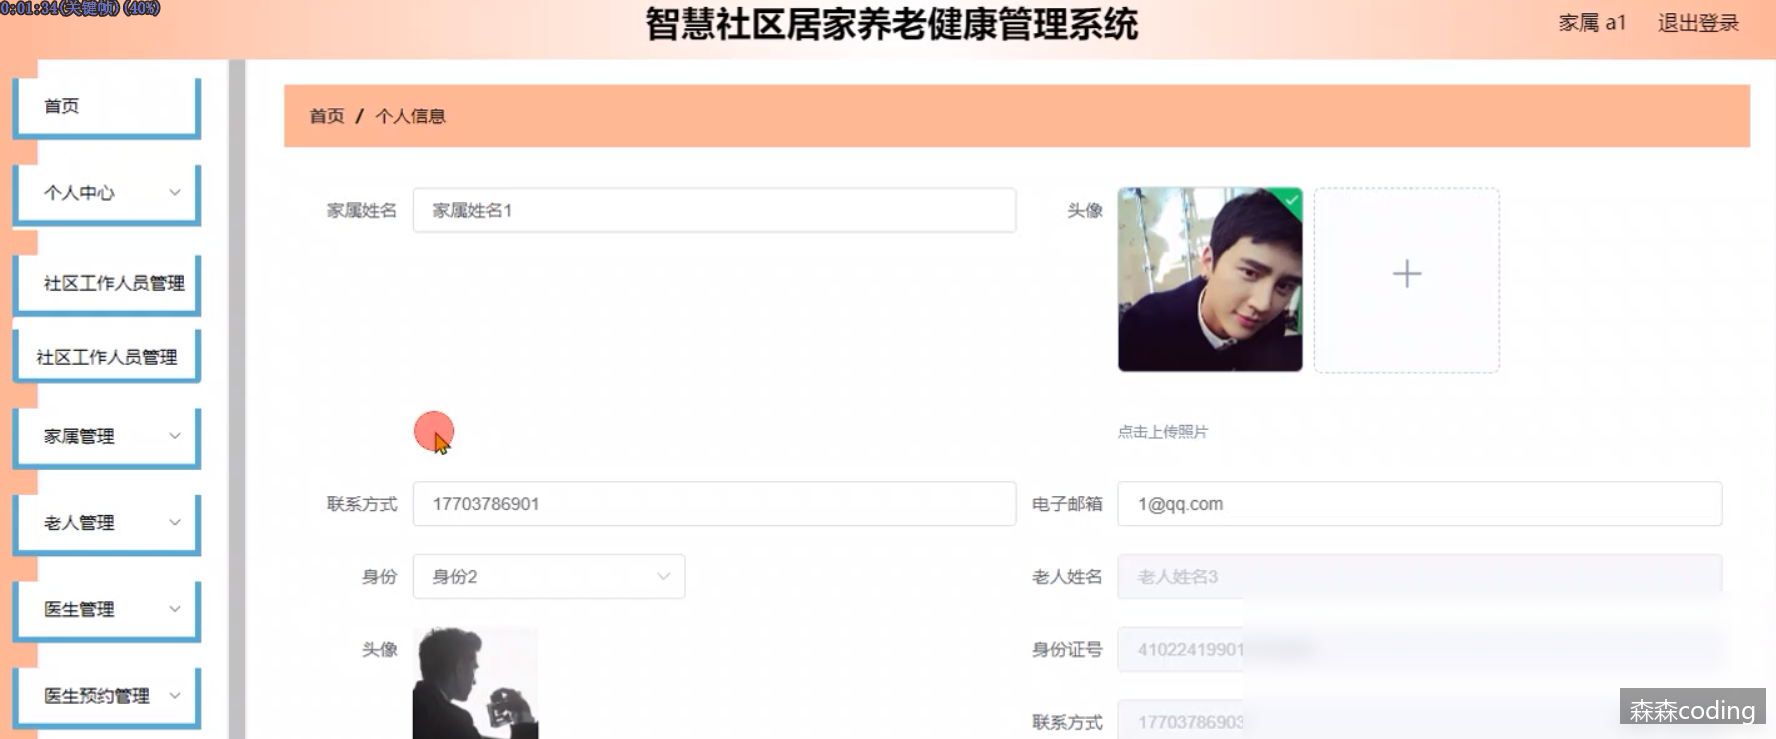 0:01:34(关键帧)(40%)
智慧社区居家养老健康管理系统
家属 a1 退出登录
首页
个人中心
社区工作人员管理
社区工作人员管理
家属管理
老人管理
医生管理
医生预约管理
首页 / 个人信息
家属姓名 家属姓名1
头像
点击上传照片
联系方式 17703786901
电子邮箱 1@qq.com
身份 身份2
老人姓名 老人姓名3
头像
身份证号 41022419901
联系方式 17703786903
森森coding